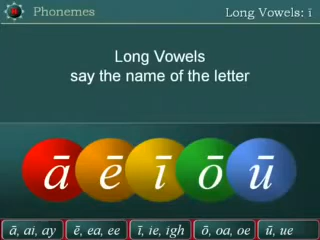 Phonemes
Long Vowels: ī
Long Vowels
say the name of the letter
ā ē ī ō ū
ā, ai, ay
ē, ea, ee
ī, ie, igh
ō, oa, oe
ū, ue